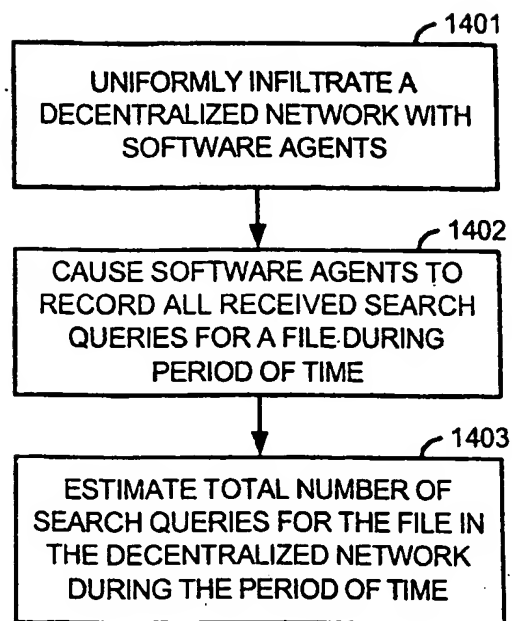 1401
UNIFORMLY INFILTRATE A
DECENTRALIZED NETWORK WITH
SOFTWARE AGENTS
1402
CAUSE SOFTWARE AGENTS TO
RECORD ALL RECEIVED SEARCH
QUERIES FOR A FILE DURING
PERIOD OF TIME
1403
ESTIMATE TOTAL NUMBER OF
SEARCH QUERIES FOR THE FILE IN
THE DECENTRALIZED NETWORK
DURING THE PERIOD OF TIME